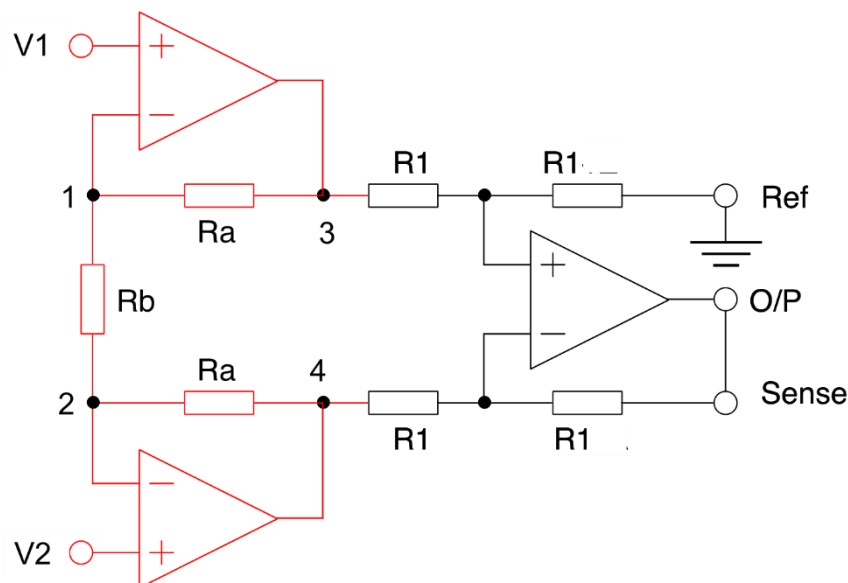 V1
+
−
R1
R1
1
Ra
3
Ref
+
Rb
O/P
−
Ra
4
2
Sense
R1
R1
−
V2
+